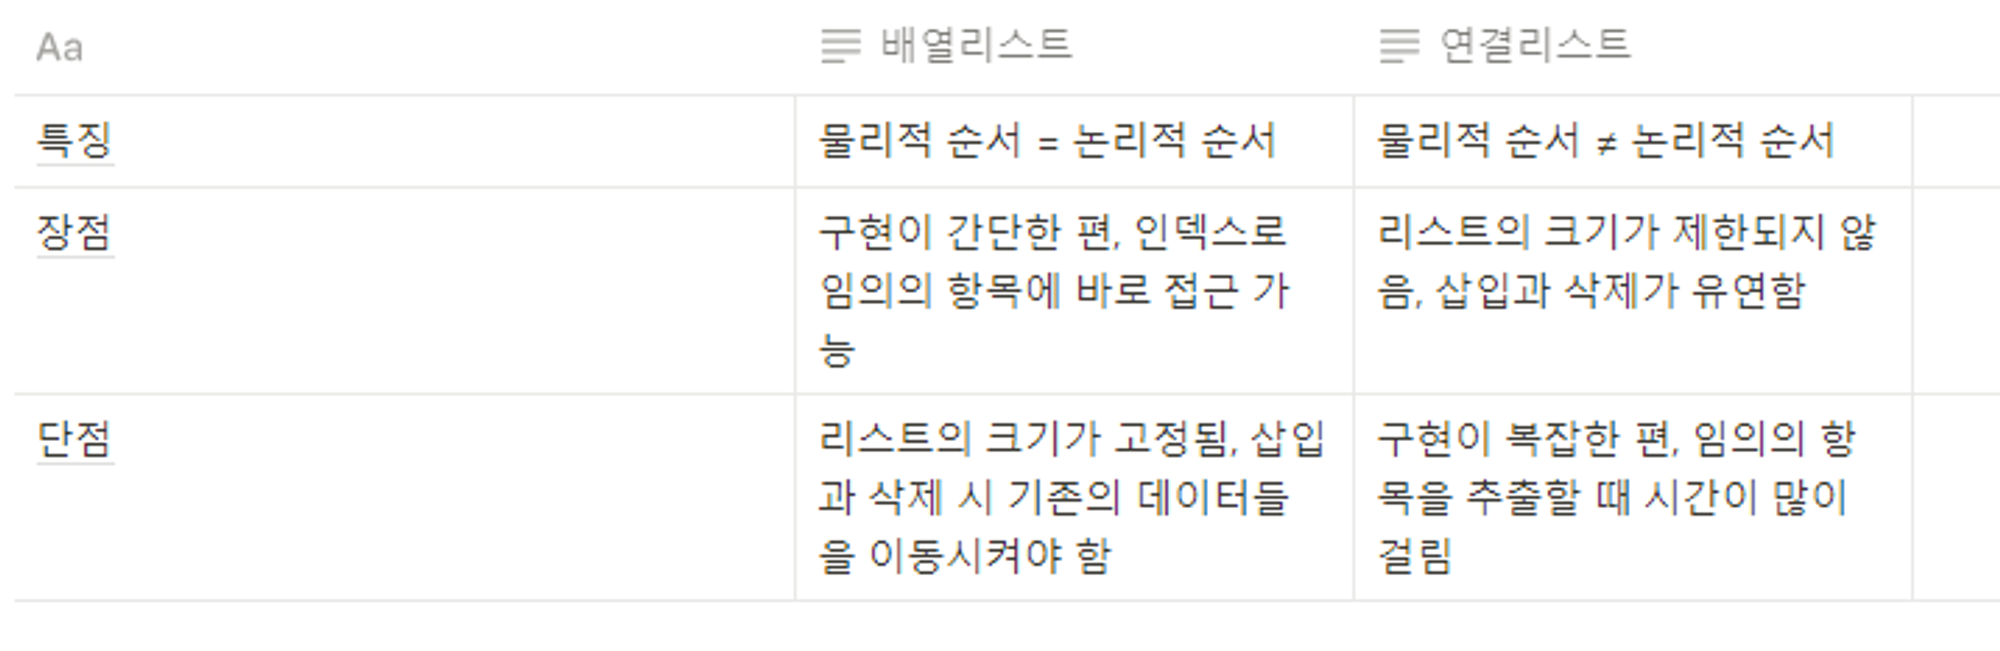 Aa 배열리스트 연결리스트
특징 물리적 순서 = 논리적 순서 물리적 순서 ≠ 논리적 순서
장점 구현이 간단한 편, 인덱스로 리스트의 크기가 제한되지 않
임의의 항목에 바로 접근 가 음, 삽입과 삭제가 유연함
능
단점 리스트의 크기가 고정됨, 삽입 구현이 복잡한 편, 임의의 항
과 삭제 시 기존의 데이터들 목을 추출할 때 시간이 많이
을 이동시켜야 함 걸림